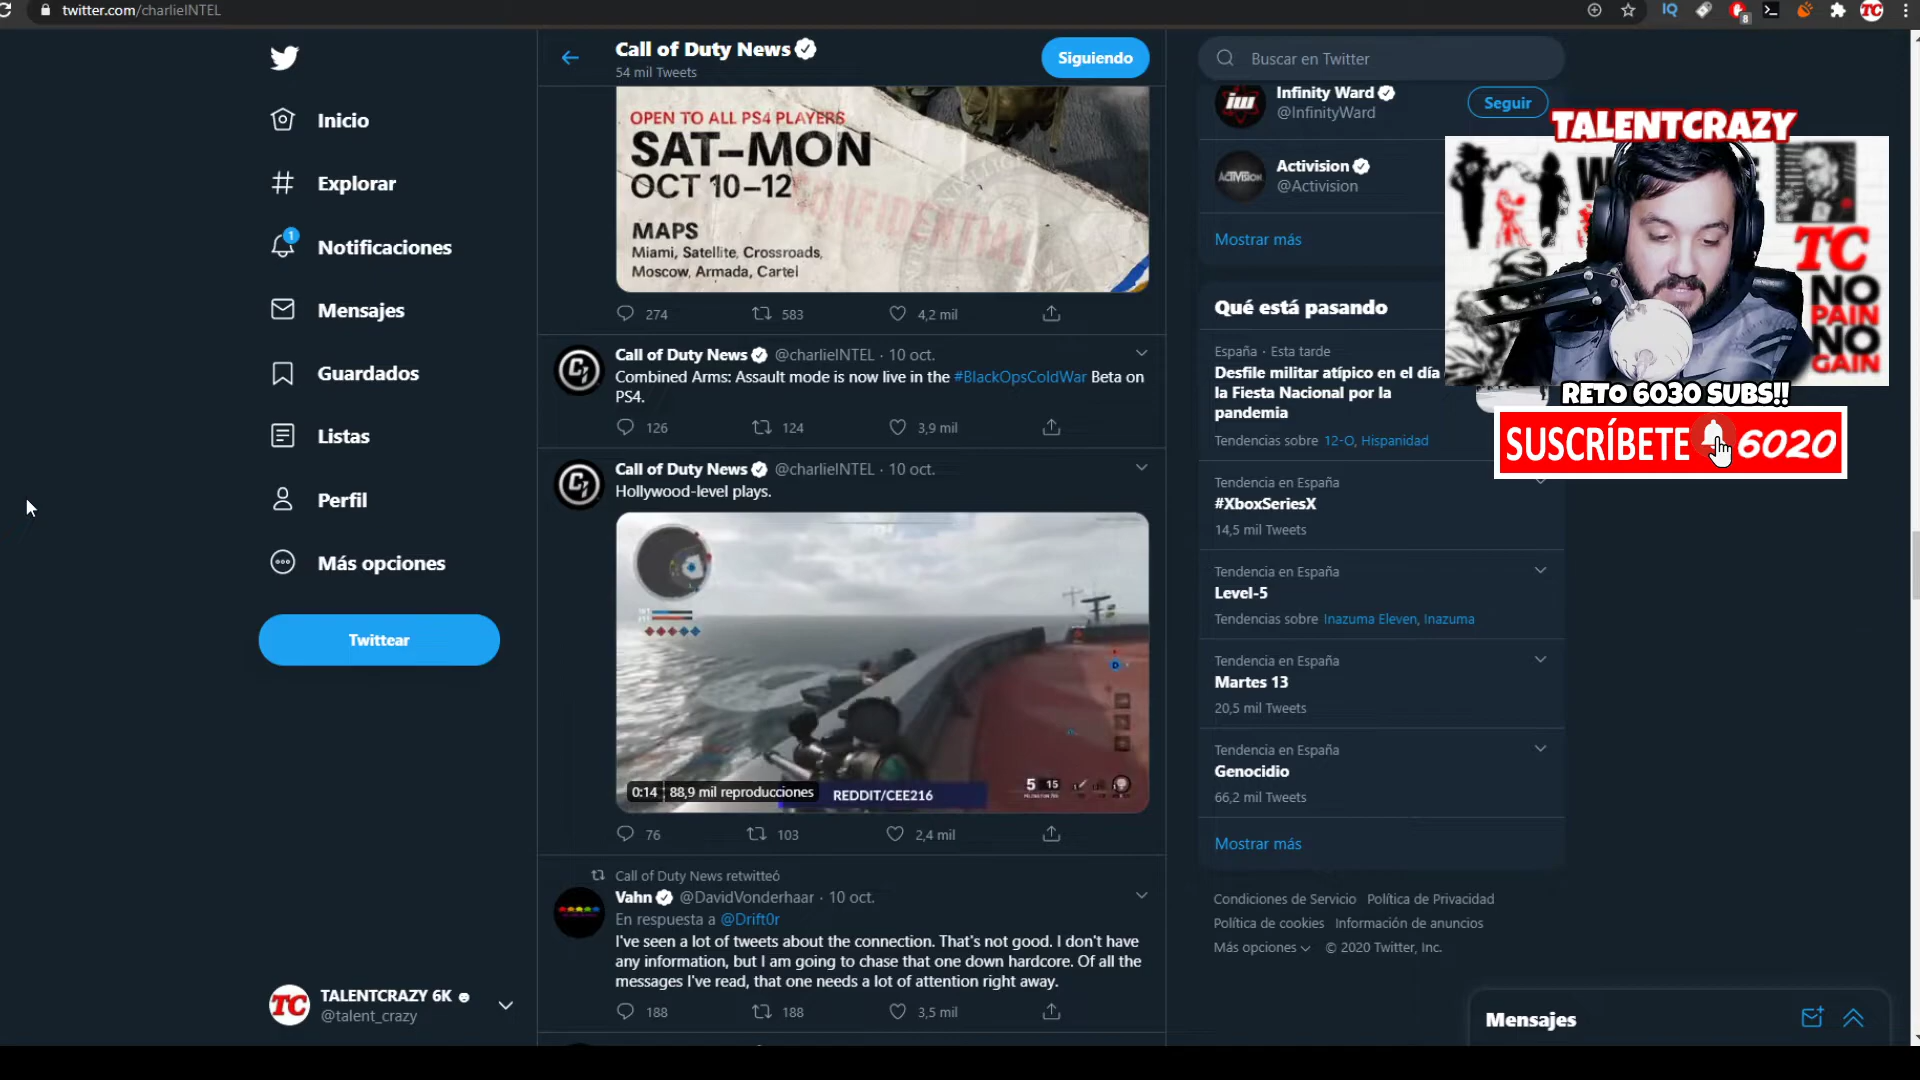 twitter.com/charlieINTEL
IQ
8
TC
Call of Duty News
54 mil Tweets
Siguiendo
Buscar en Twitter
Inicio
Explorar
1
Notificaciones
Mensajes
Guardados
Listas
Perfil
Más opciones
Twittear
TALENTCRAZY 6K
@talent_crazy
OPEN TO ALL PS4 PLAYERS
SAT–MON
OCT 10–12
CONFIDENTIAL
MAPS
Miami, Satellite, Crossroads,
Moscow, Armada, Cartel
274 583 4,2 mil
Call of Duty News @charlieINTEL · 10 oct.
Combined Arms: Assault mode is now live in the #BlackOpsColdWar Beta on
PS4.
126 124 3,9 mil
Call of Duty News @charlieINTEL · 10 oct.
Hollywood-level plays.
5 15
0:14 88,9 mil reproducciones
REDDIT/CEE216
76 103 2,4 mil
Call of Duty News retwitteó
Vahn @DavidVonderhaar · 10 oct.
En respuesta a @Drift0r
I've seen a lot of tweets about the connection. That's not good. I don't have
any information, but I am going to chase that one down hardcore. Of all the
messages I've read, that one needs a lot of attention right away.
188 188 3,5 mil
iw
Infinity Ward
@InfinityWard
Seguir
ACTIVISION
Activision
@Activision
Mostrar más
Qué está pasando
España · Esta tarde
Desfile militar atípico en el día
la Fiesta Nacional por la
pandemia
Tendencias sobre 12-O, Hispanidad
Tendencia en España
#XboxSeriesX
14,5 mil Tweets
Tendencia en España
Level-5
Tendencias sobre Inazuma Eleven, Inazuma
Tendencia en España
Martes 13
20,5 mil Tweets
Tendencia en España
Genocidio
66,2 mil Tweets
Mostrar más
Condiciones de Servicio Política de Privacidad
Política de cookies Información de anuncios
Más opciones © 2020 Twitter, Inc.
Mensajes
TALENTCRAZY
W
TC
NO
PAIN
NO
GAIN
RETO 6030 SUBS!!
SUSCRÍBETE 6020